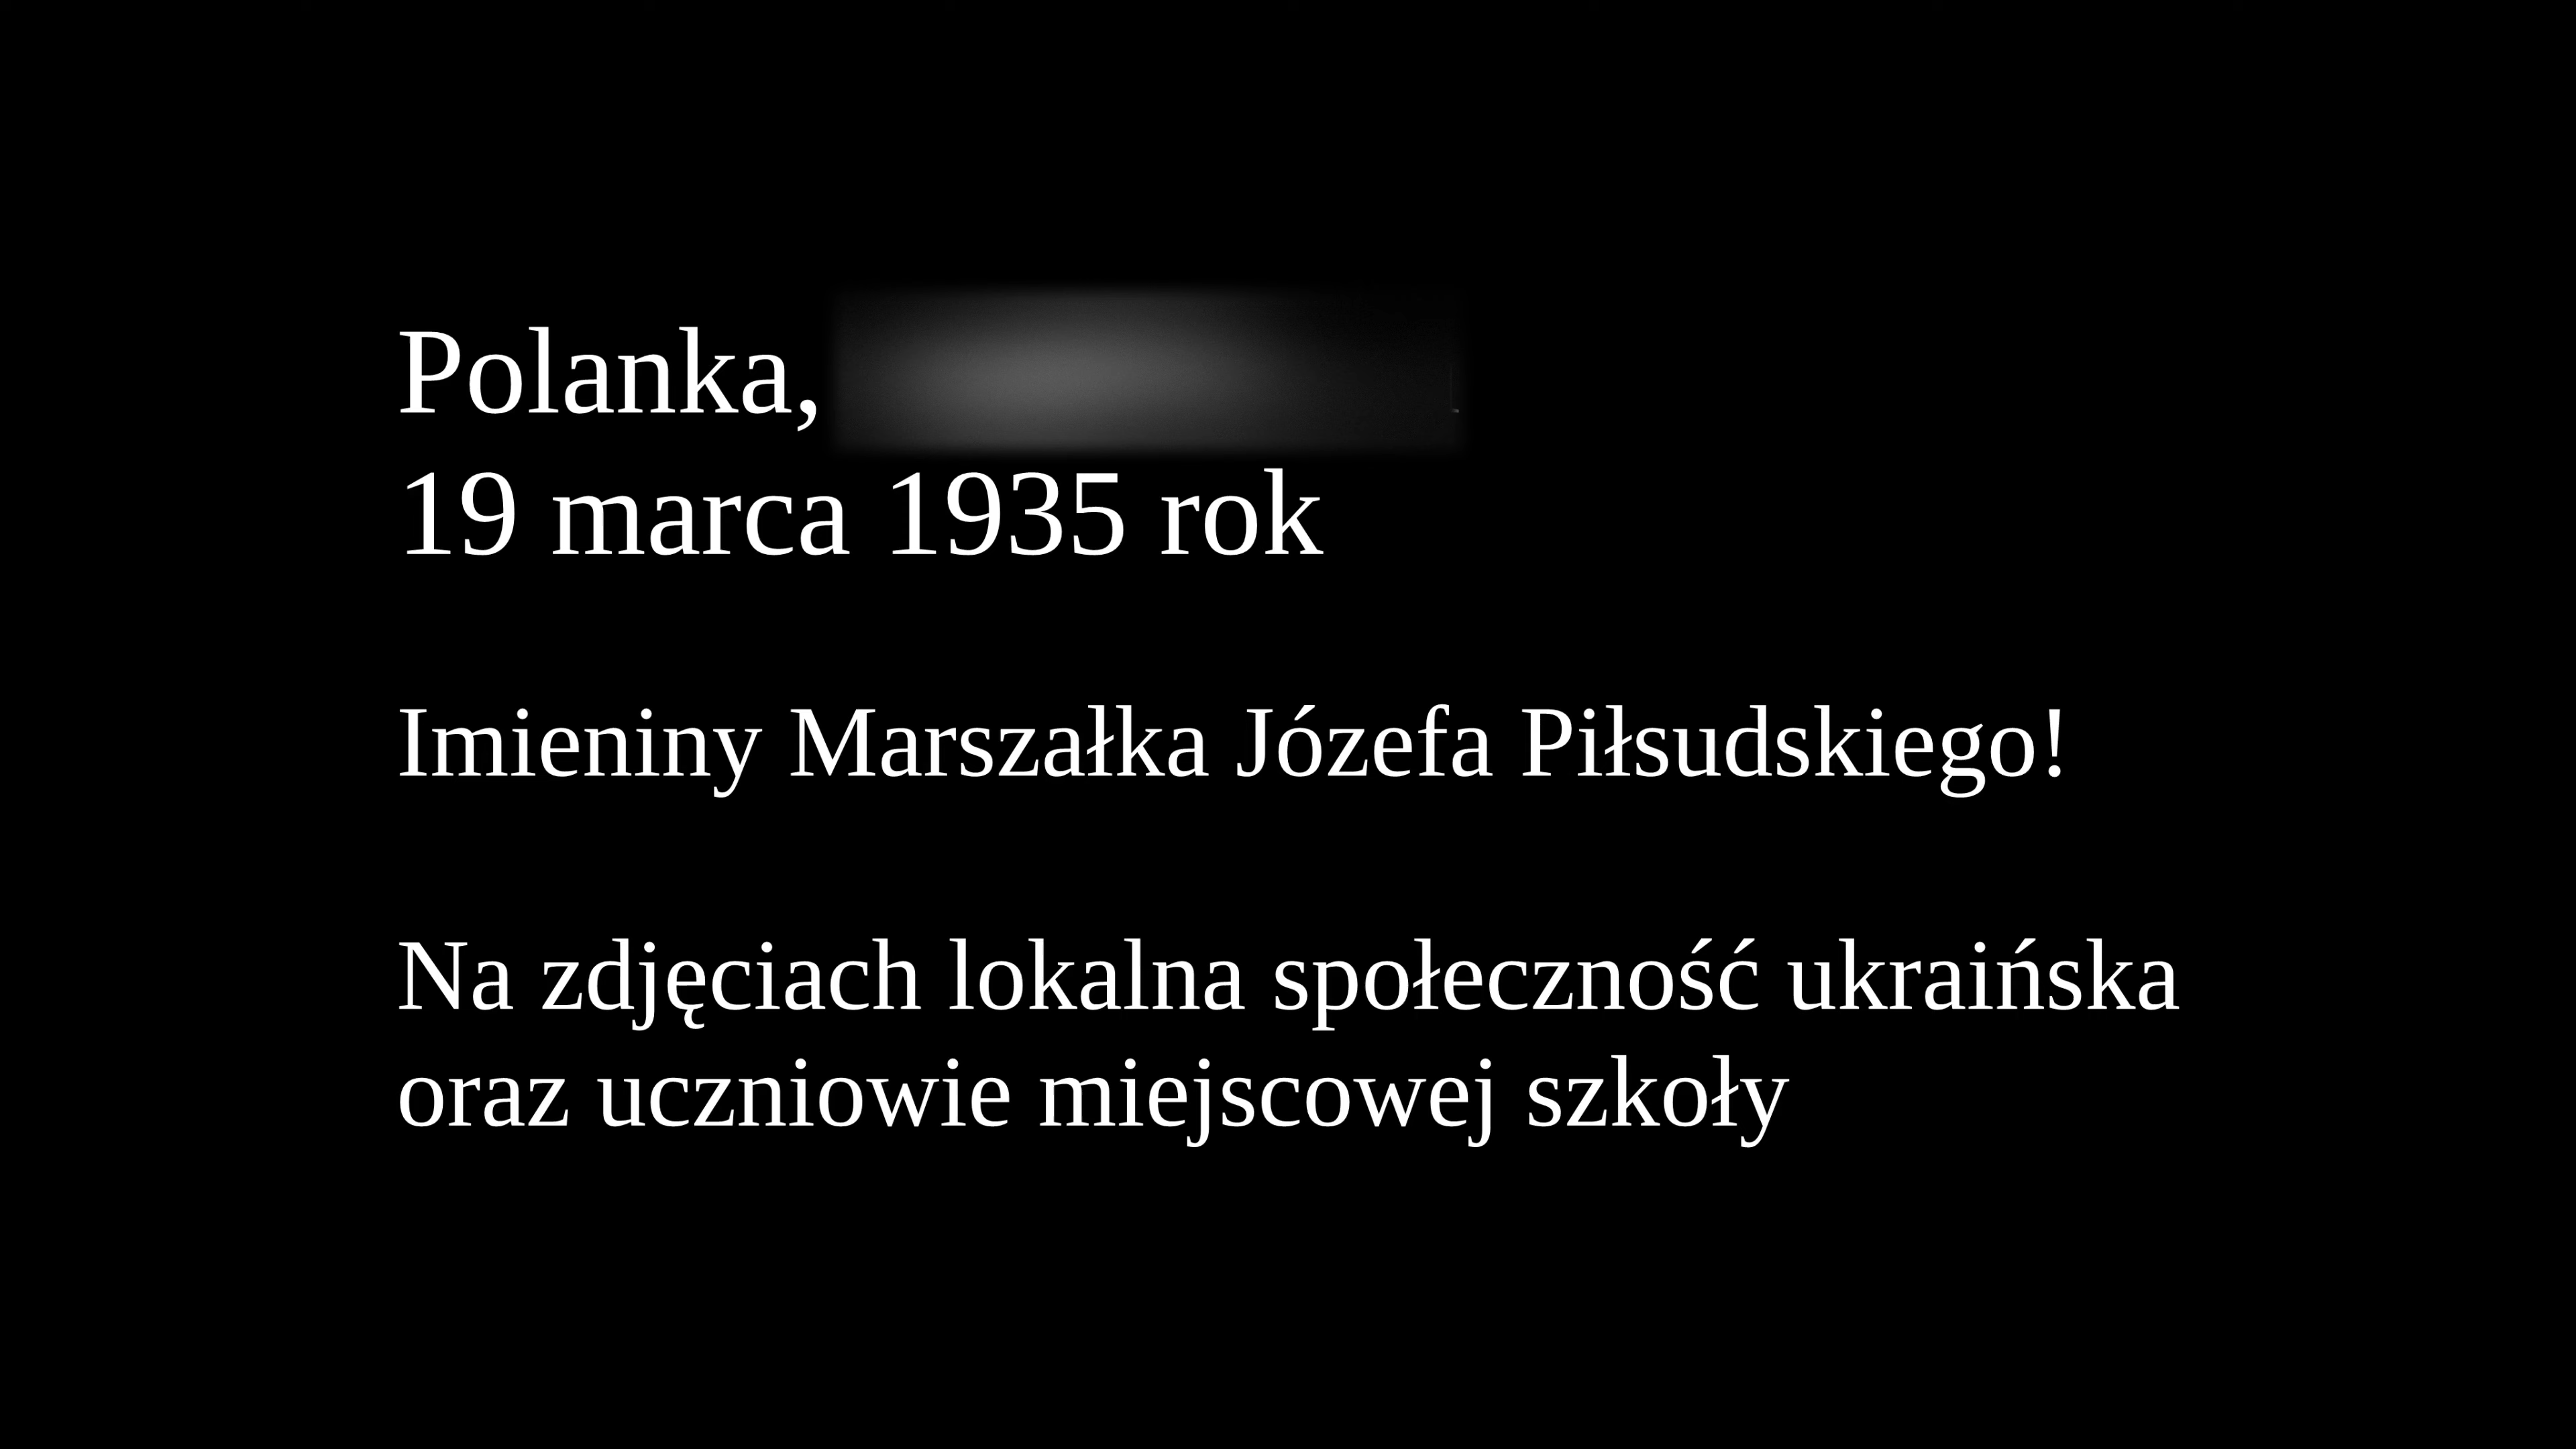 Polanka,
19 marca 1935 rok
Imieniny Marszałka Józefa Piłsudskiego!
Na zdjęciach lokalna społeczność ukraińska
oraz uczniowie miejscowej szkoły